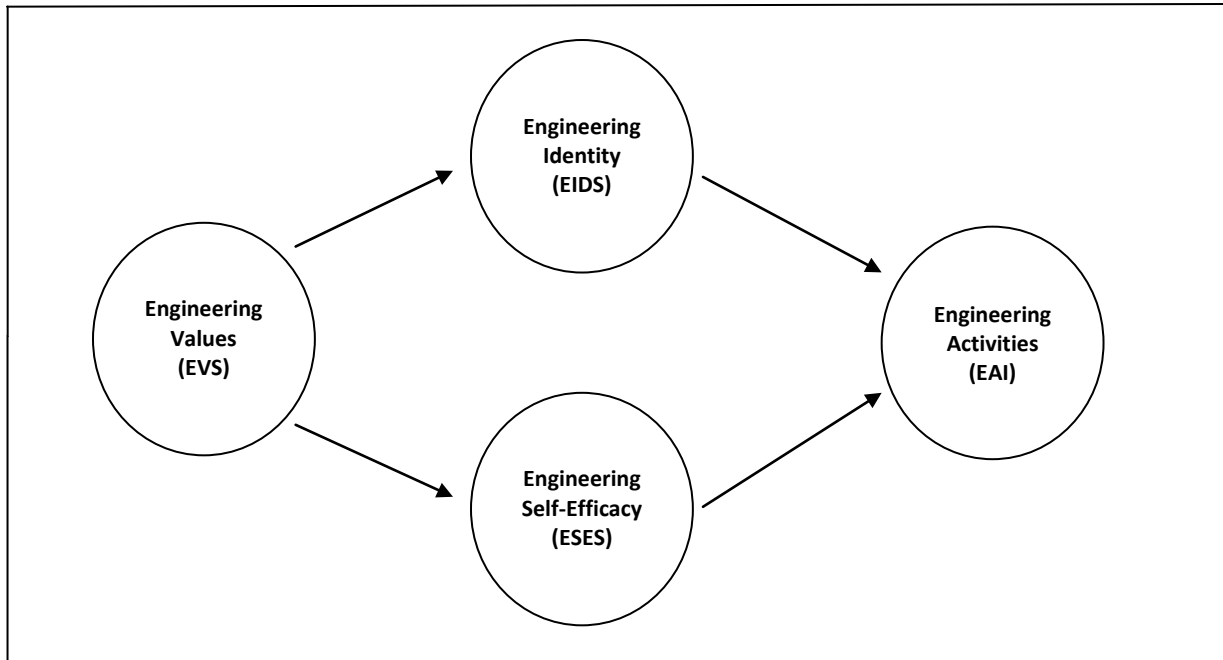 Engineering
Identity
(EIDS)
Engineering
Values
(EVS)
Engineering
Activities
(EAI)
Engineering
Self-Efficacy
(ESES)